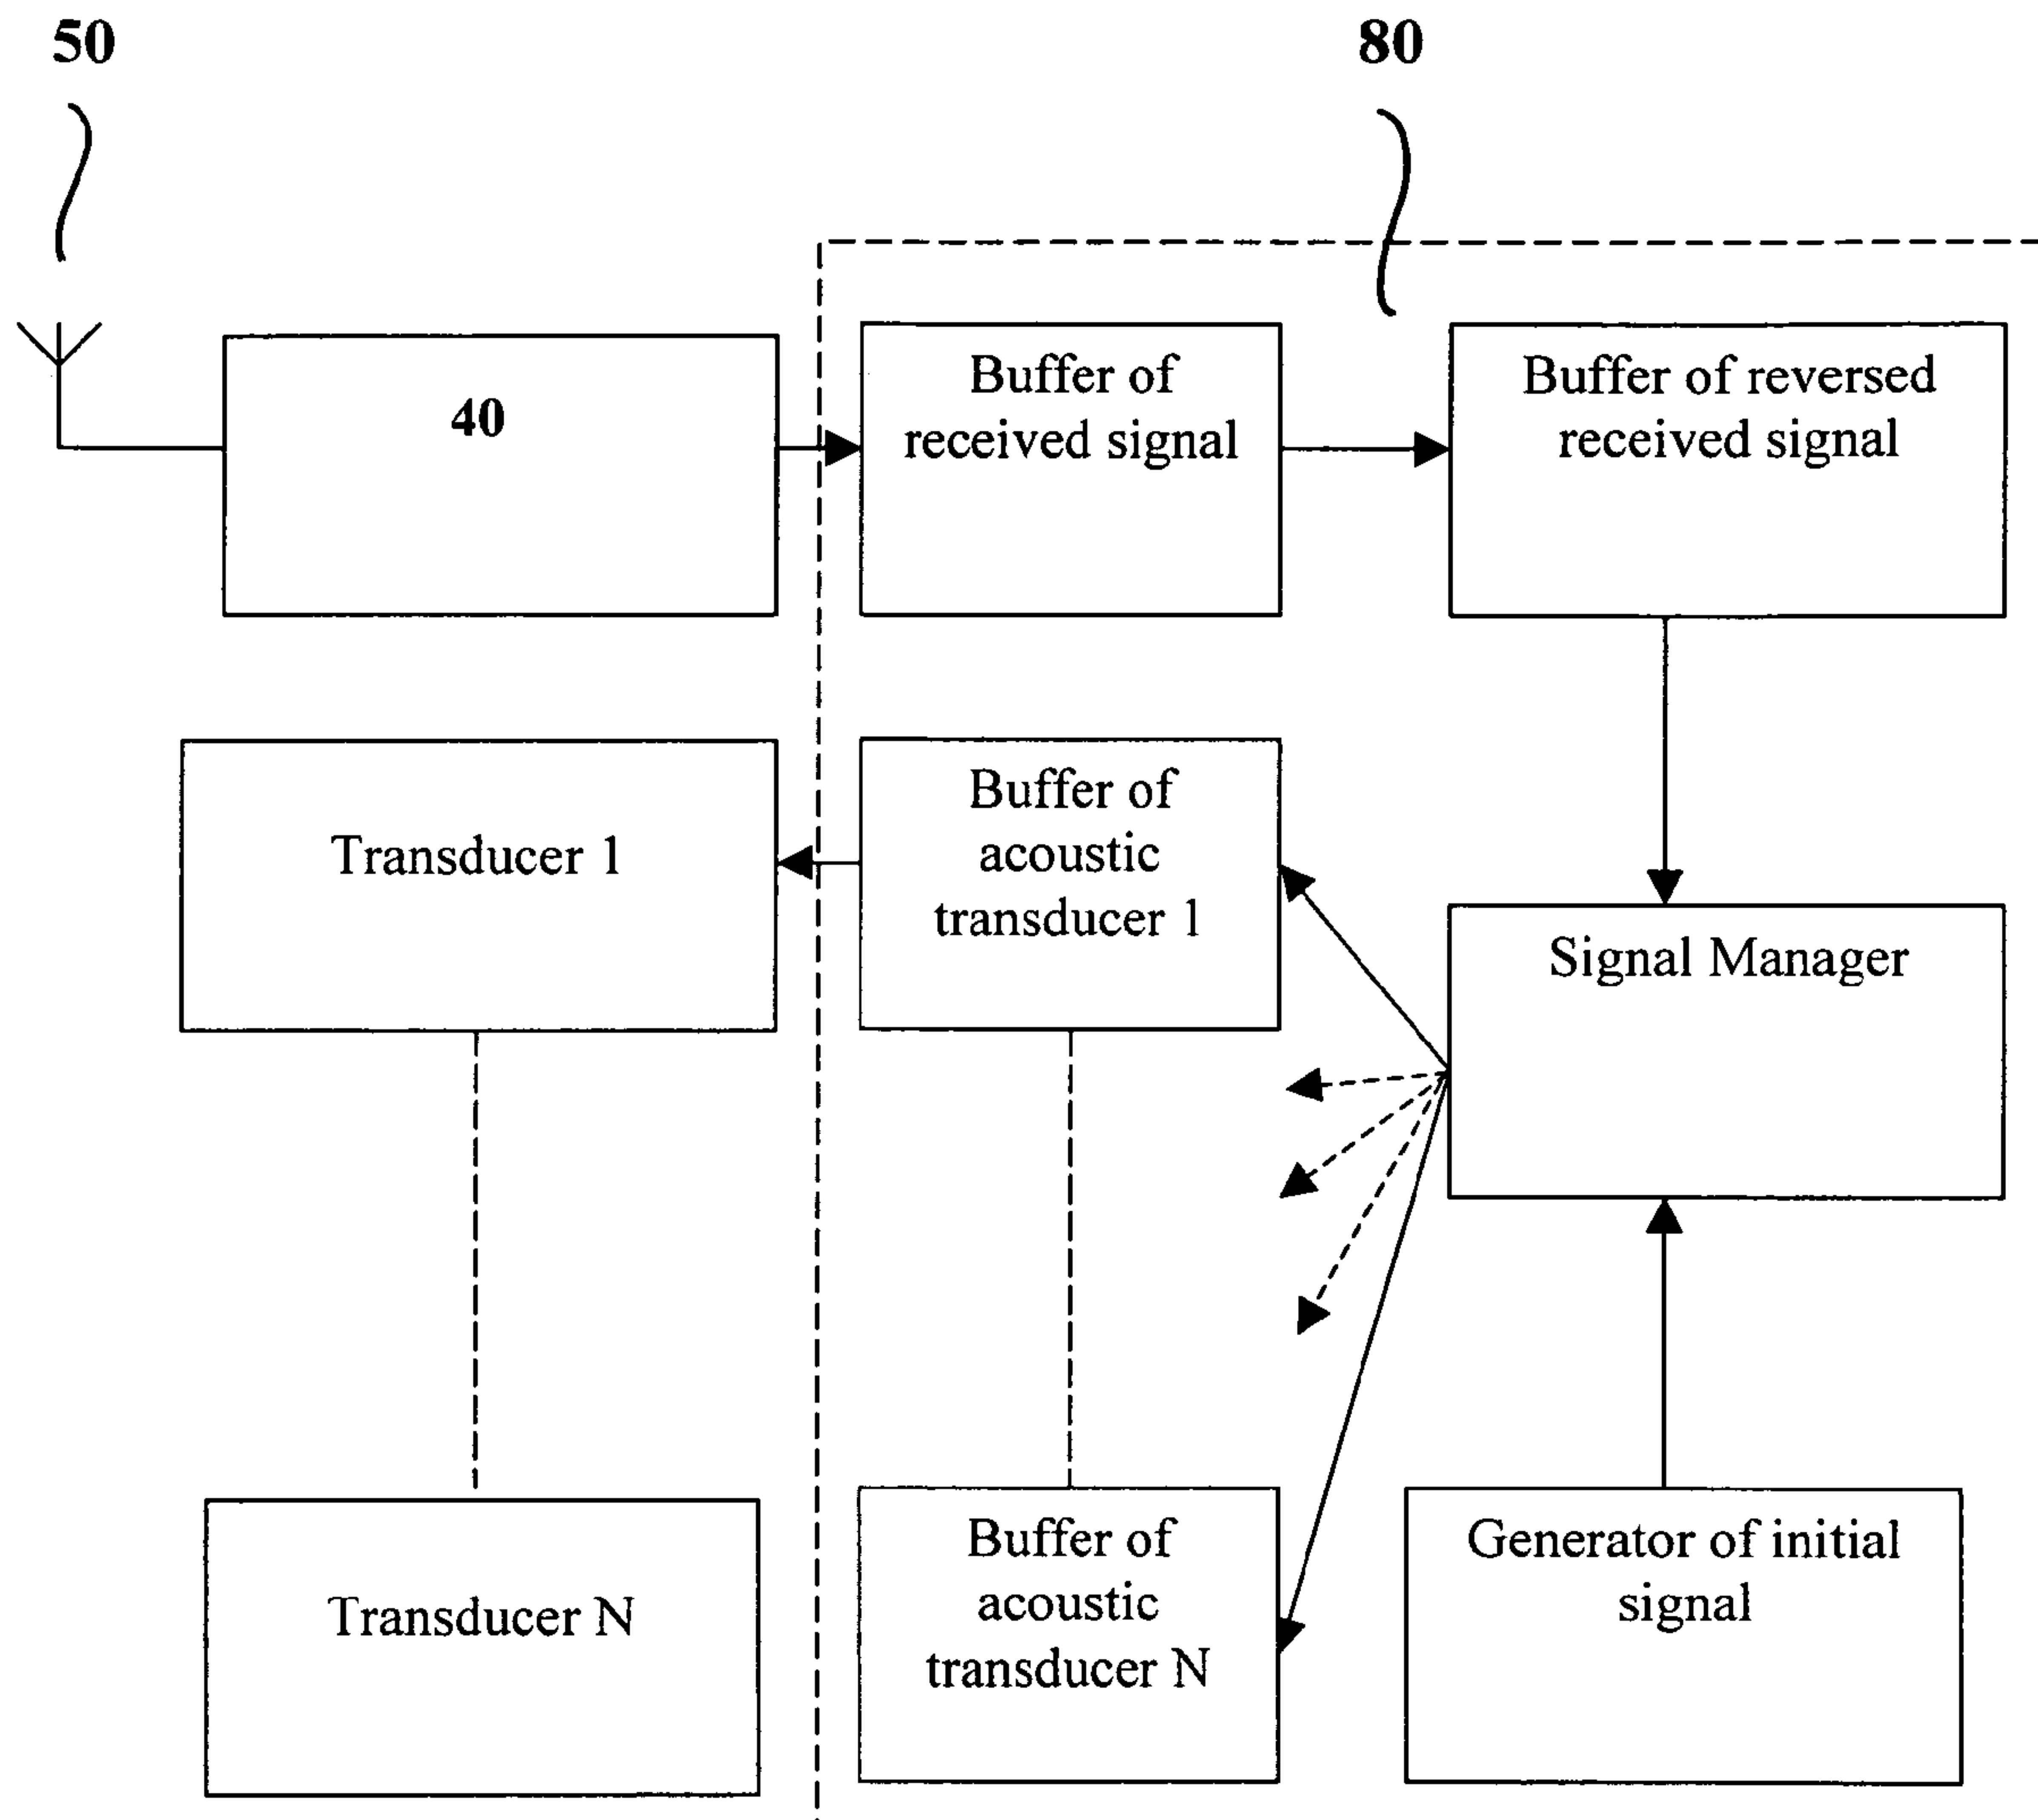 50
80
40
Buffer of
received signal
Buffer of reversed
received signal
Transducer 1
Buffer of
acoustic
transducer 1
Signal Manager
Transducer N
Buffer of
acoustic
transducer N
Generator of initial
signal